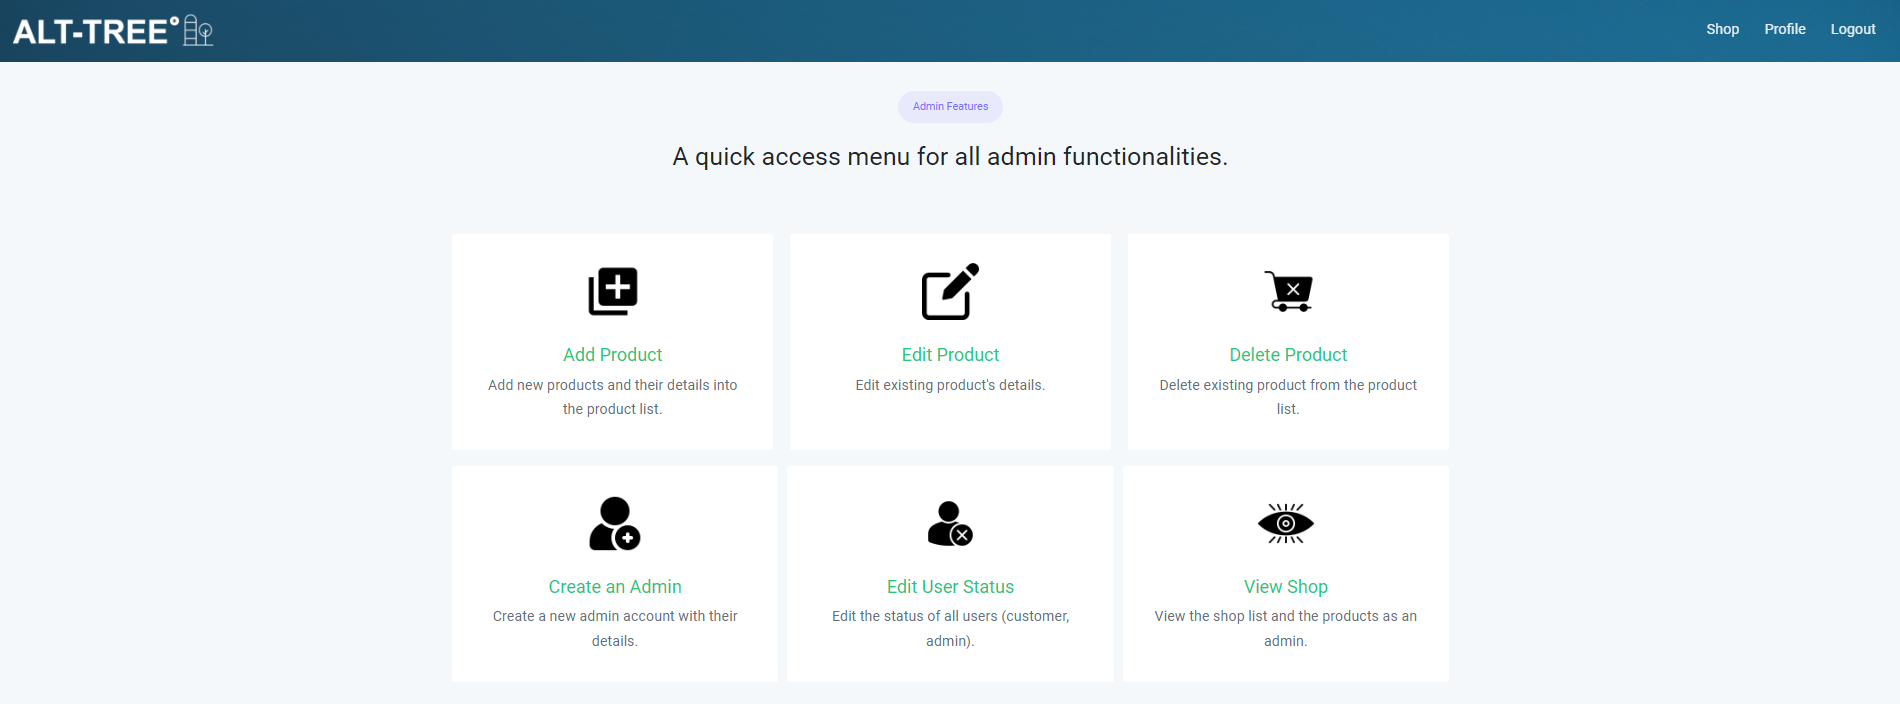 ALT-TREE
Shop Profile Logout
Admin Features
A quick access menu for all admin functionalities.
Add Product
Add new products and their details into
the product list.
Edit Product
Edit existing product's details.
Delete Product
Delete existing product from the product
list.
Create an Admin
Create a new admin account with their
details.
Edit User Status
Edit the status of all users (customer,
admin).
View Shop
View the shop list and the products as an
admin.